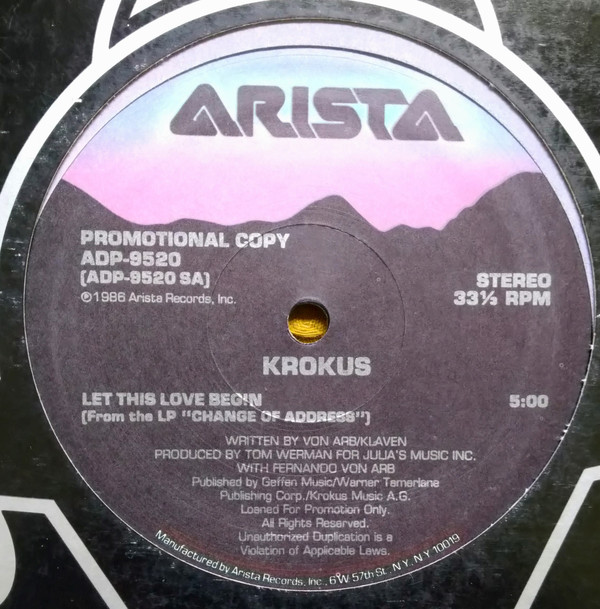 ARISTA
PROMOTIONAL COPY
ADP-9520
(ADP-9520 SA)
℗1986 Arista Records, Inc.
STEREO
33⅓ RPM
KROKUS
LET THIS LOVE BEGIN 5:00
(From the LP "CHANGE OF ADDRESS")
WRITTEN BY VON ARB/KLAVEN
PRODUCED BY TOM WERMAN FOR JULIA'S MUSIC INC.
WITH FERNANDO VON ARB
Published by Geffen Music/Warner Tamerlane
Publishing Corp./Krokus Music A.G.
Loaned For Promotion Only.
All Rights Reserved.
Unauthorized Duplication is a
Violation of Applicable Laws.
Manufactured by Arista Records, Inc., 6 W 57th St., N.Y., N.Y. 10019